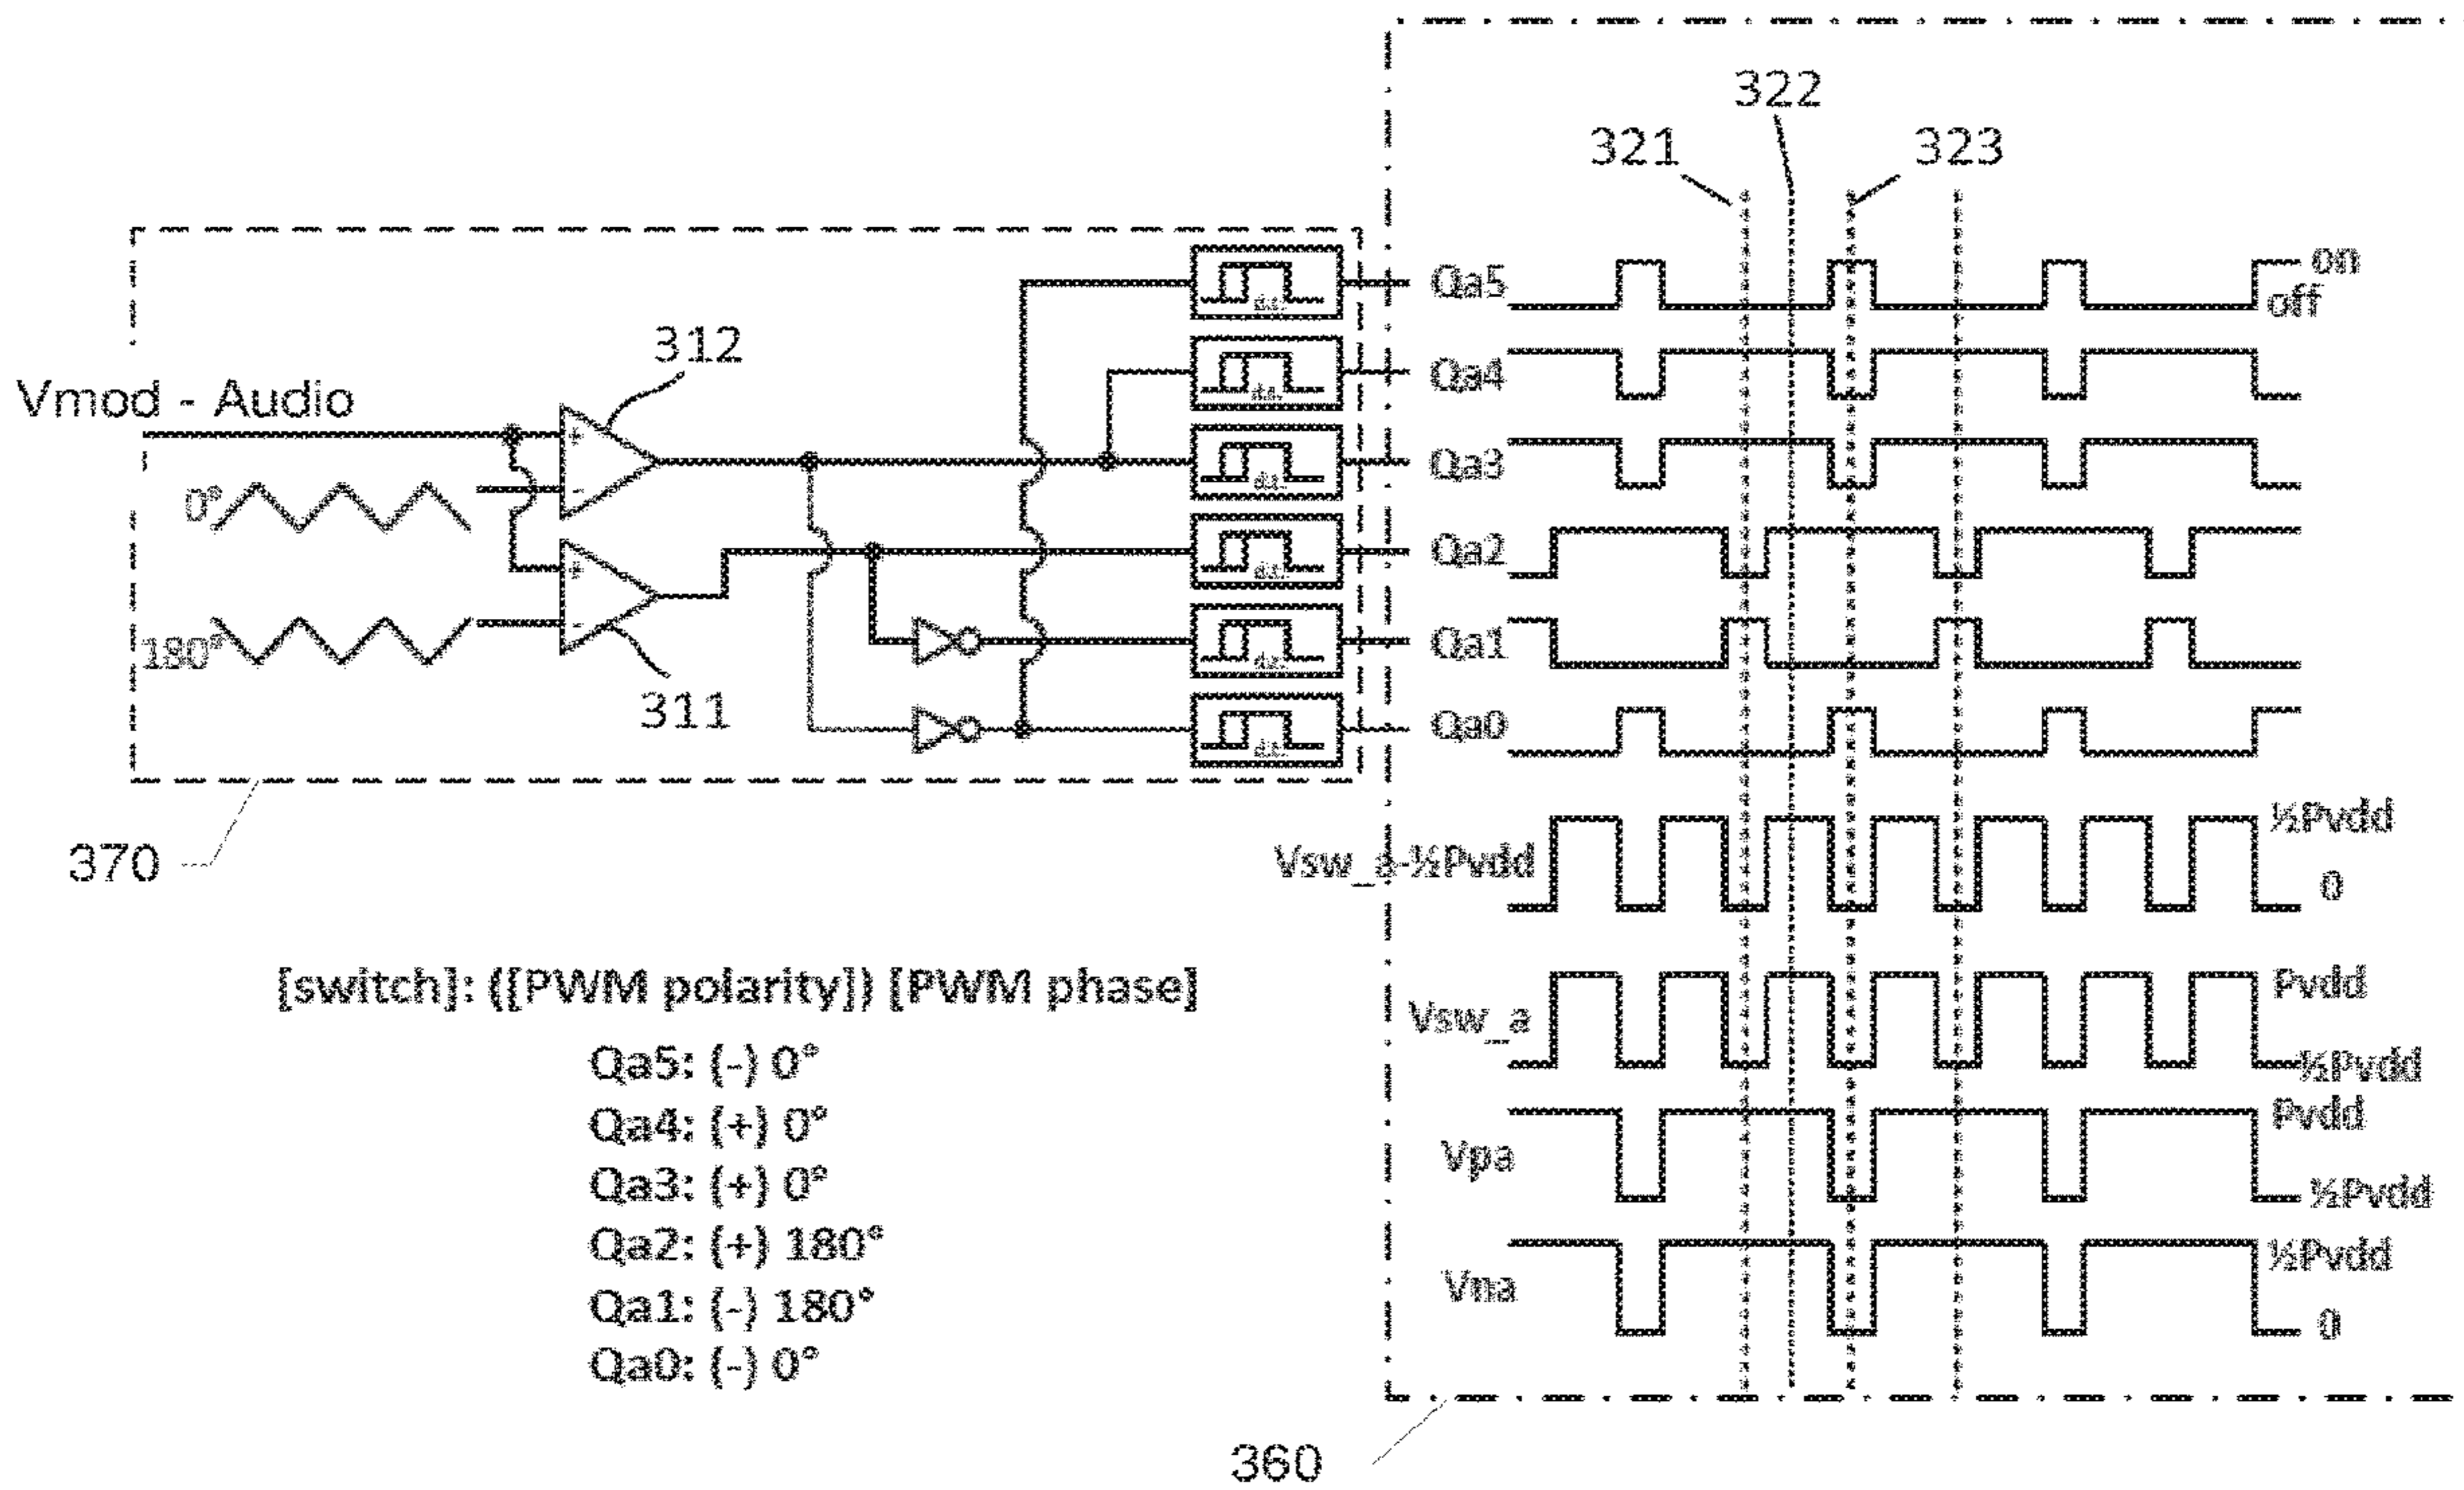 322
321
323
Qa5
on
off
312
Qa4
Vmod - Audio
+
Qa3
-
0°
Qa2
+
180°
-
Qa1
311
Qa0
½Pvdd
370
Vsw_a-½Pvdd
0
[switch]: ([PWM polarity]) [PWM phase]
Pvdd
Vsw_a
Qa5: (-) 0°
½Pvdd
Qa4: (+) 0°
Pvdd
Vpa
Qa3: (+) 0°
½Pvdd
Qa2: (+) 180°
½Pvdd
Vna
Qa1: (-) 180°
0
Qa0: (-) 0°
360